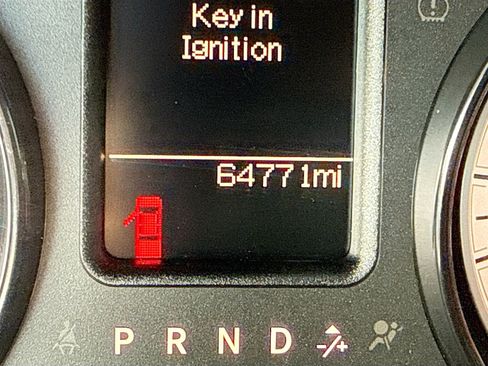 Key in
Ignition
64771mi
P R N D -/+